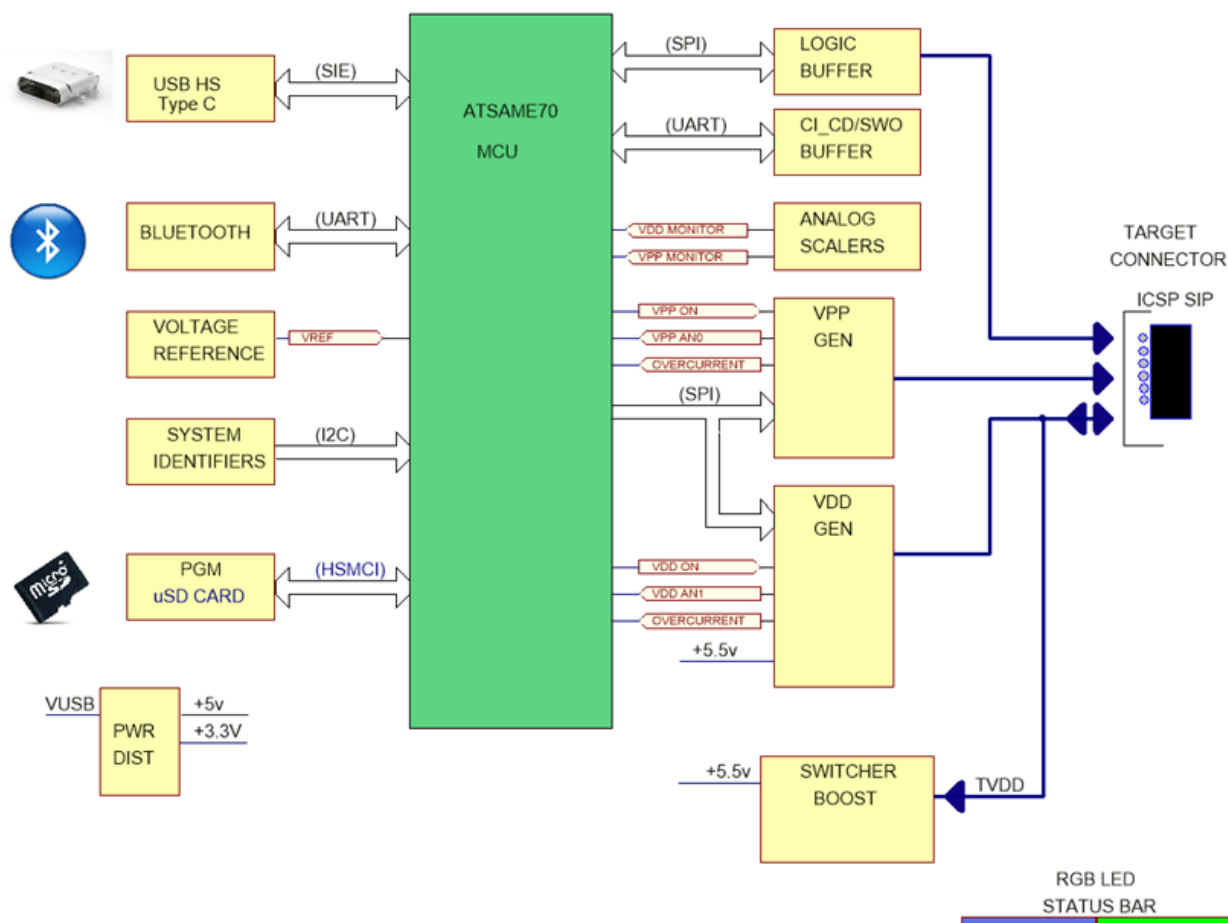 USB HS
Type C
(SIE)
BLUETOOTH
(UART)
VOLTAGE
REFERENCE
VREF
SYSTEM
IDENTIFIERS
(I2C)
micro
SD
PGM
uSD CARD
(HSMCI)
VUSB
PWR
DIST
+5v
+3.3V
ATSAME70
MCU
(SPI)
LOGIC
BUFFER
(UART)
CI_CD/SWO
BUFFER
VDD MONITOR
VPP MONITOR
ANALOG
SCALERS
VPP ON
VPP AN0
OVERCURRENT
(SPI)
VPP
GEN
VDD
GEN
VDD ON
VDD AN1
OVERCURRENT
+5.5v
+5.5v
SWITCHER
BOOST
TVDD
TARGET
CONNECTOR
ICSP SIP
RGB LED
STATUS BAR